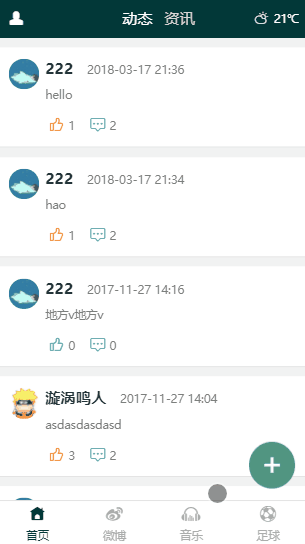 动态 资讯 21℃
222 2018-03-17 21:36
hello
1 2
222 2018-03-17 21:34
hao
1 2
222 2017-11-27 14:16
地方v地方v
0 0
漩涡鸣人 2017-11-27 14:04
asdasdasdasd
3 2
首页 微博 音乐 足球